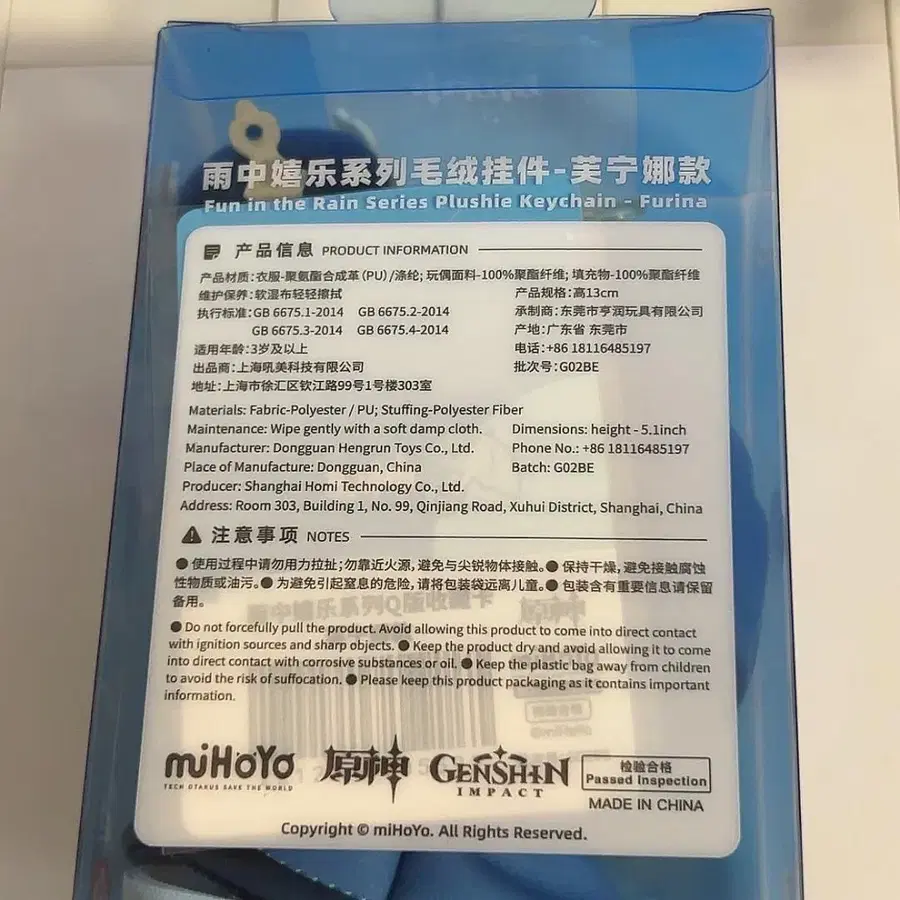 雨中嬉乐系列毛绒挂件-芙宁娜款
Fun in the Rain Series Plushie Keychain - Furina
产品信息 PRODUCT INFORMATION
产品材质:衣服-聚氨酯合成革(PU)/涤纶; 玩偶面料-100%聚酯纤维; 填充物-100%聚酯纤维
维护保养:软湿布轻轻擦拭 产品规格:高13cm
执行标准:GB 6675.1-2014 GB 6675.2-2014 承制商:东莞市亨润玩具有限公司
GB 6675.3-2014 GB 6675.4-2014 产地:广东省 东莞市
适用年龄:3岁及以上 电话:+86 18116485197
出品商:上海吼美科技有限公司 批次号:G02BE
地址:上海市徐汇区钦江路99号1号楼303室
Materials: Fabric-Polyester / PU; Stuffing-Polyester Fiber
Maintenance: Wipe gently with a soft damp cloth. Dimensions: height - 5.1inch
Manufacturer: Dongguan Hengrun Toys Co., Ltd. Phone No.: +86 18116485197
Place of Manufacture: Dongguan, China Batch: G02BE
Producer: Shanghai Homi Technology Co., Ltd.
Address: Room 303, Building 1, No. 99, Qinjiang Road, Xuhui District, Shanghai, China
注意事项 NOTES
● 使用过程中请勿用力拉扯;勿靠近火源,避免与尖锐物体接触。● 保持干燥,避免接触腐蚀
性物质或油污。● 为避免引起窒息的危险,请将包装袋远离儿童。● 包装含有重要信息请保留
备用。
● Do not forcefully pull the product. Avoid allowing this product to come into direct contact
with ignition sources and sharp objects. ● Keep the product dry and avoid allowing it to come
into direct contact with corrosive substances or oil. ● Keep the plastic bag away from children
to avoid the risk of suffocation. ● Please keep this product packaging as it contains important
information.
miHoYo 原神 GENSHIN 检验合格
TECH OTAKUS SAVE THE WORLD IMPACT Passed Inspection
MADE IN CHINA
Copyright © miHoYo. All Rights Reserved.